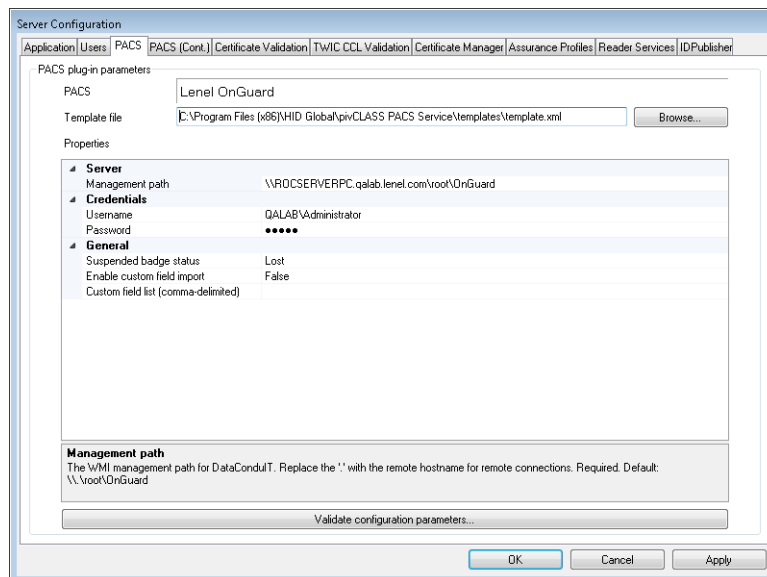 Server Configuration
Application Users PACS PACS (Cont.) Certificate Validation TWIC CCL Validation Certificate Manager Assurance Profiles Reader Services IDPublisher
PACS plug-in parameters
PACS Lenel OnGuard
Template file C:\Program Files (x86)\HID Global\pivCLASS PACS Service\templates\template.xml Browse...
Properties
Server
Management path \\ROCSERVERPC.qalab.lenel.com\root\OnGuard
Credentials
Username QALAB\Administrator
Password ●●●●●
General
Suspended badge status Lost
Enable custom field import False
Custom field list (comma-delimited)
Management path
The WMI management path for DataConduIT. Replace the '.' with the remote hostname for remote connections. Required. Default:
\\.\root\OnGuard
Validate configuration parameters...
OK Cancel Apply